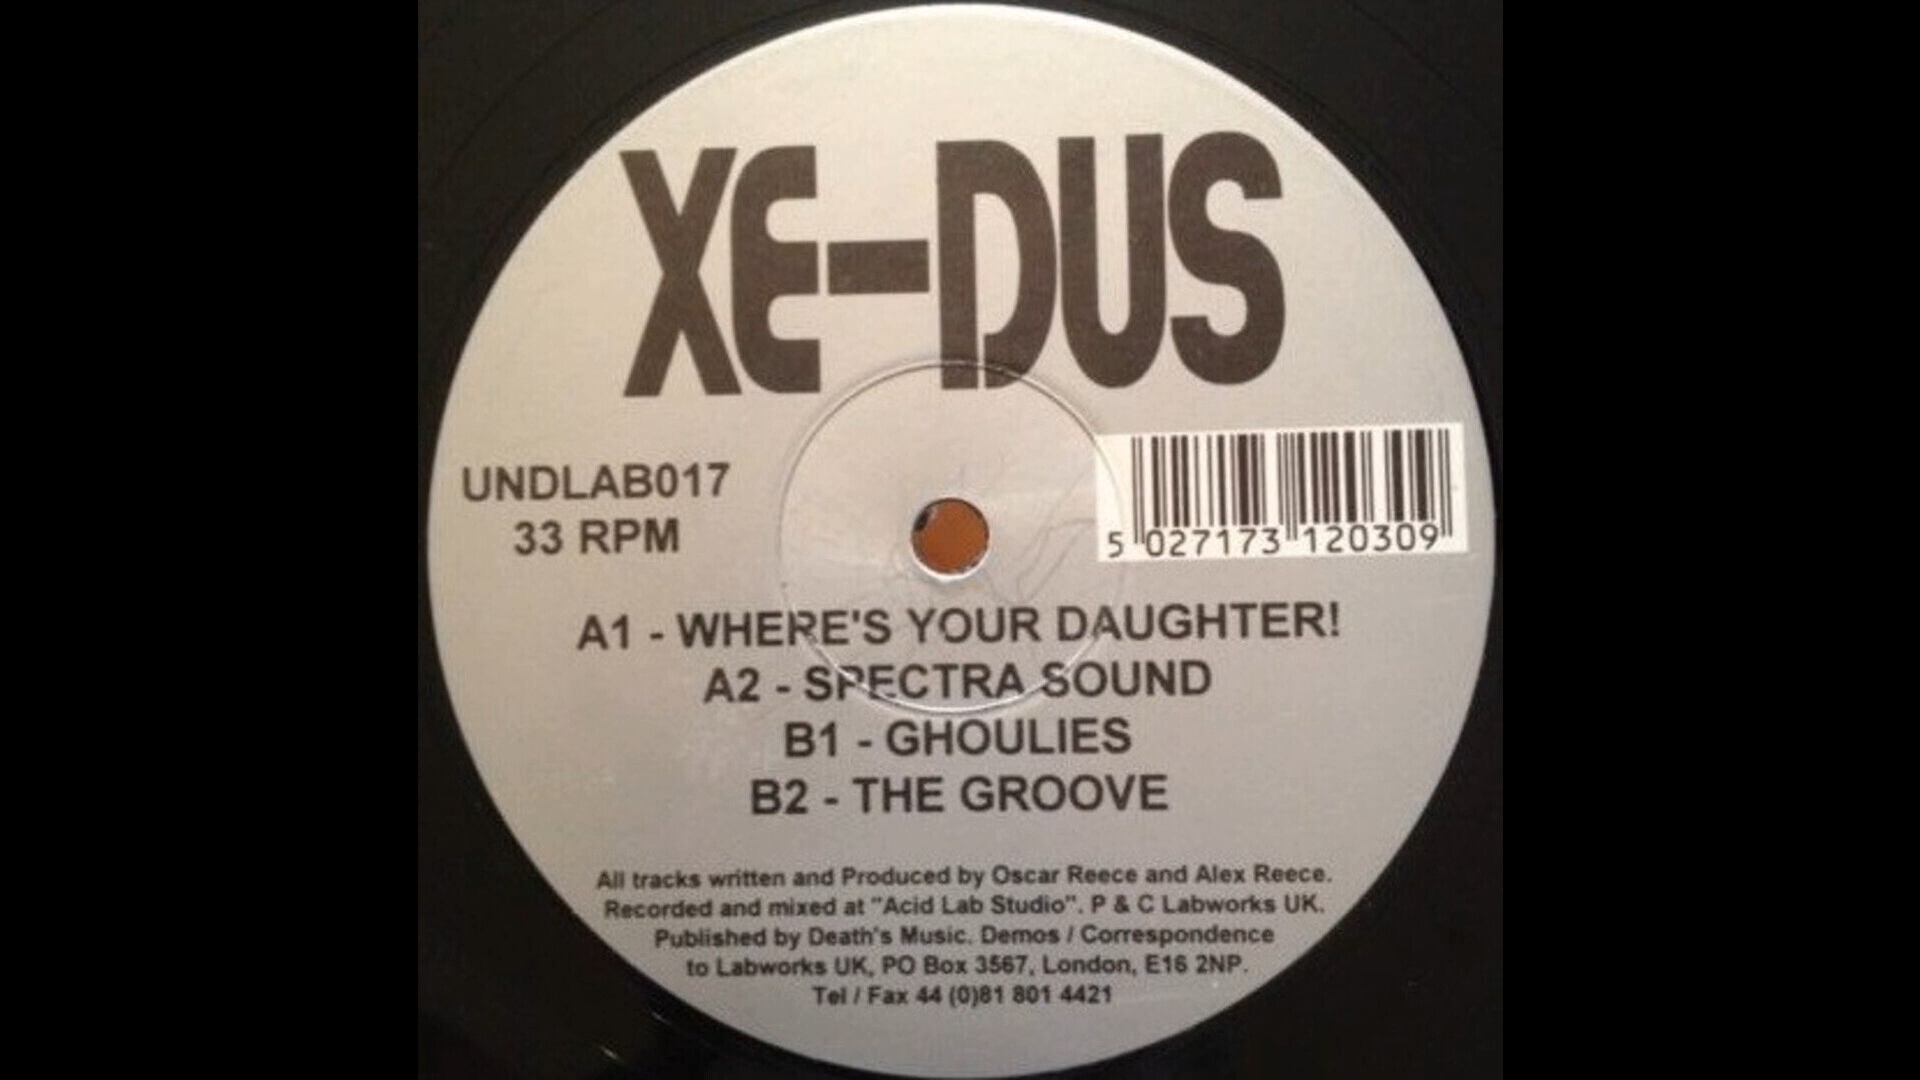 XE-DUS
UNDLAB017
33 RPM
5 027173 120309
A1 - WHERE'S YOUR DAUGHTER!
A2 - SPECTRA SOUND
B1 - GHOULIES
B2 - THE GROOVE
All tracks written and Produced by Oscar Reece and Alex Reece.
Recorded and mixed at "Acid Lab Studio". P & C Labworks UK.
Published by Death's Music. Demos / Correspondence
to Labworks UK, PO Box 3567, London, E16 2NP.
Tel / Fax 44 (0)81 801 4421